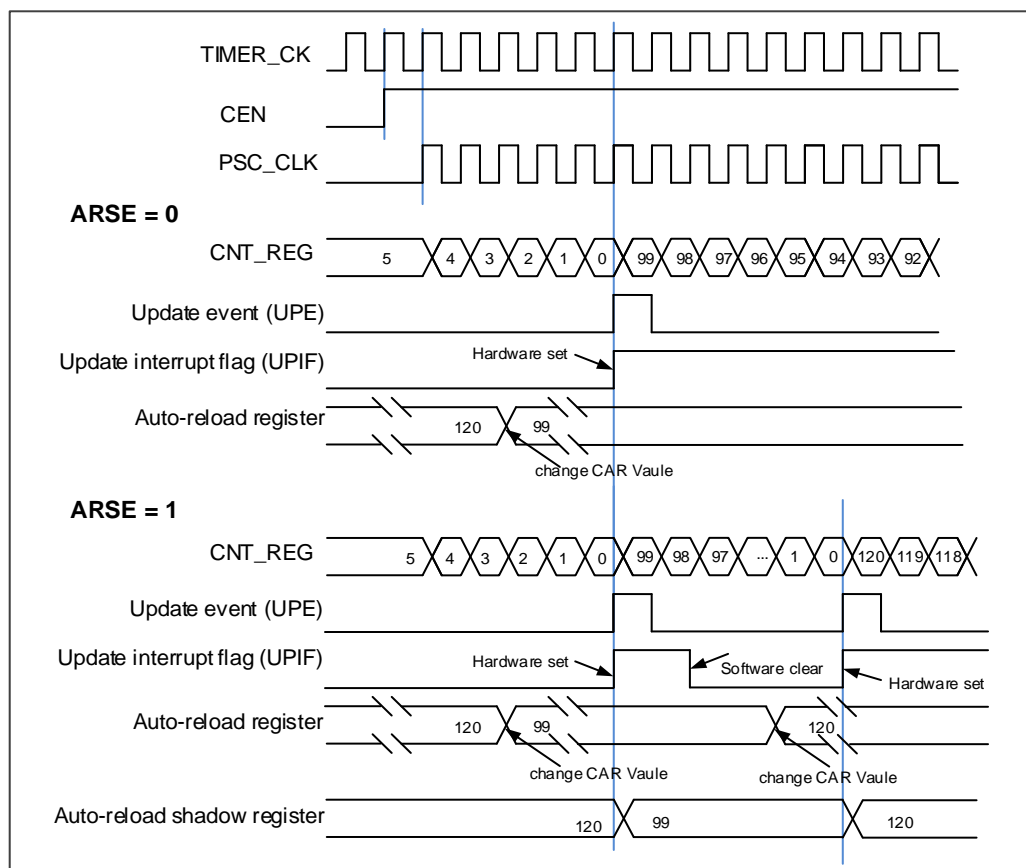 TIMER_CK
CEN
PSC_CLK
ARSE = 0
CNT_REG 5 4 3 2 1 0 99 98 97 96 95 94 93 92
Update event (UPE)
Update interrupt flag (UPIF) Hardware set
Auto-reload register 120 99
change CAR Vaule
ARSE = 1
CNT_REG 5 4 3 2 1 0 99 98 97 ... 1 0 120 119 118
Update event (UPE)
Update interrupt flag (UPIF) Hardware set Software clear Hardware set
Auto-reload register 120 99 120
change CAR Vaule change CAR Vaule
Auto-reload shadow register 120 99 120